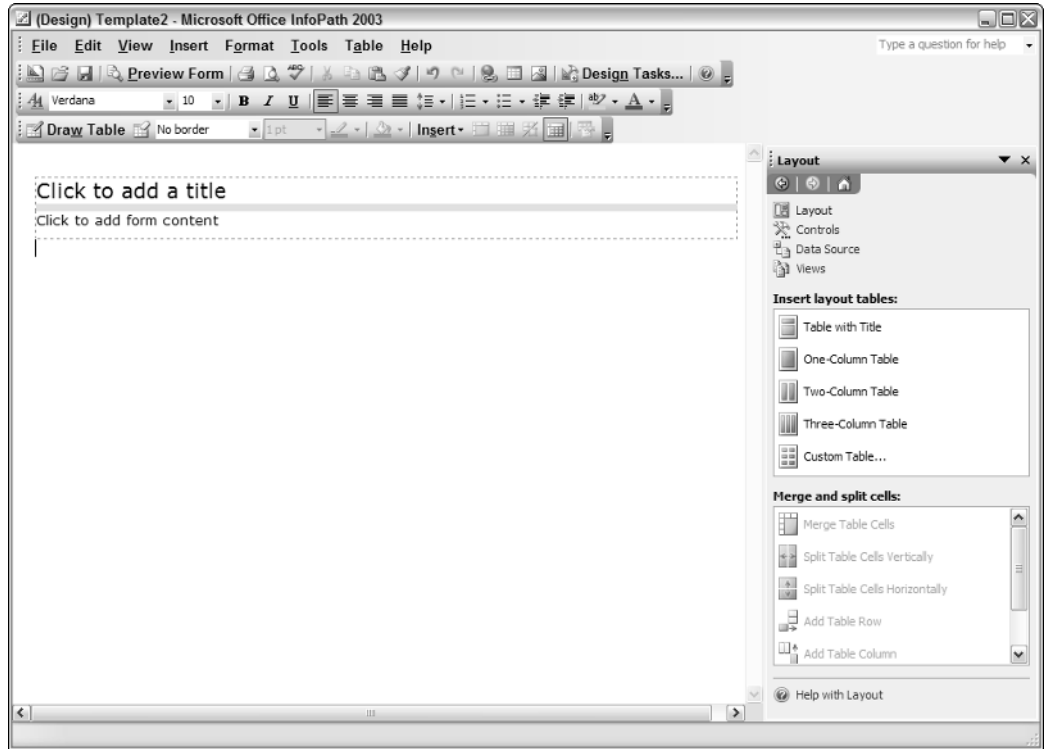 (Design) Template2 - Microsoft Office InfoPath 2003
File Edit View Insert Format Tools Table Help
Type a question for help
Preview Form Design Tasks...
Verdana 10 B I U A
Draw Table No border 1 pt Insert
Click to add a title
Click to add form content
Layout
Layout
Controls
Data Source
Views
Insert layout tables:
Table with Title
One-Column Table
Two-Column Table
Three-Column Table
Custom Table...
Merge and split cells:
Merge Table Cells
Split Table Cells Vertically
Split Table Cells Horizontally
Add Table Row
Add Table Column
Help with Layout